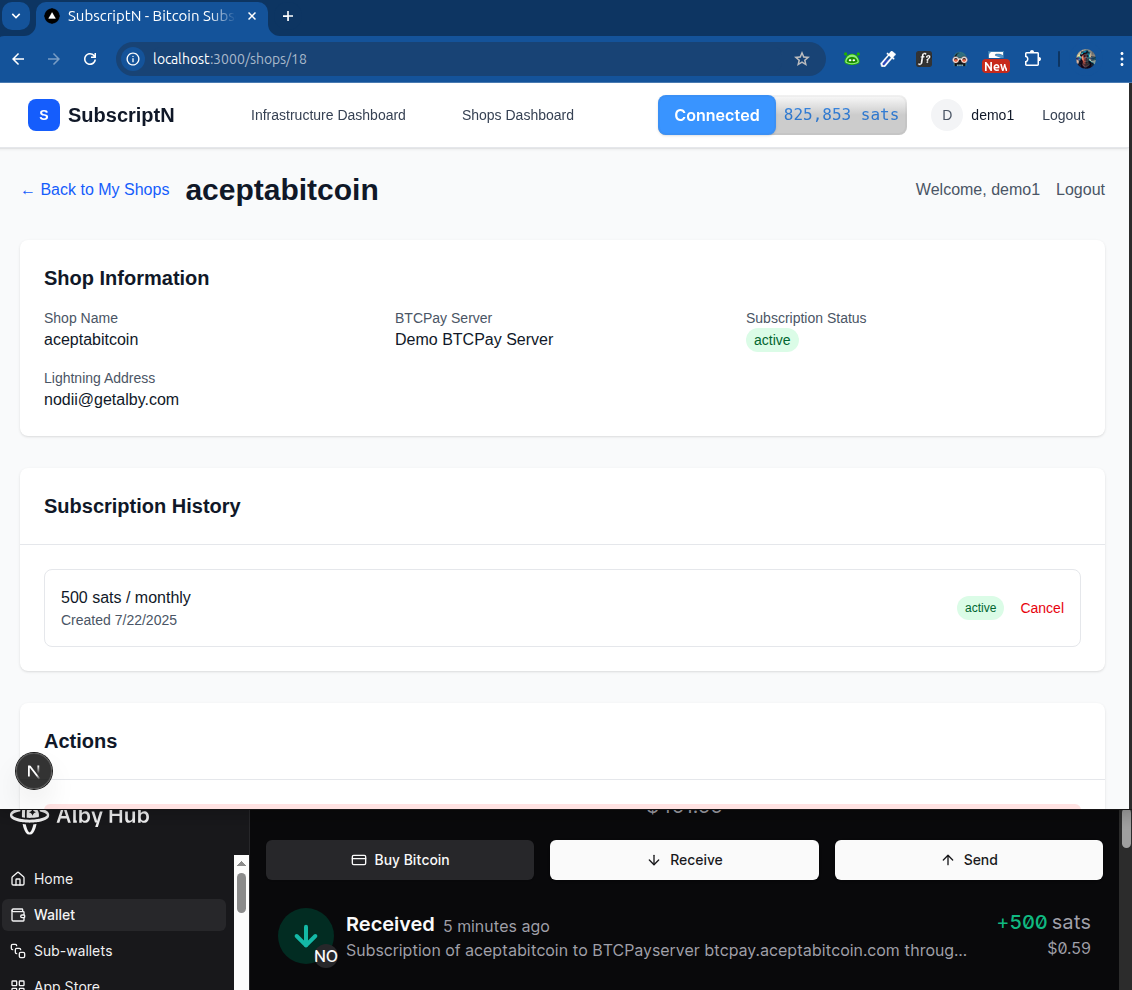 SubscriptN - Bitcoin Subs
localhost:3000/shops/18
f?
New
S SubscriptN Infrastructure Dashboard Shops Dashboard Connected 825,853 sats D demo1 Logout
← Back to My Shops aceptabitcoin Welcome, demo1 Logout
Shop Information
Shop Name BTCPay Server Subscription Status
aceptabitcoin Demo BTCPay Server active
Lightning Address
nodii@getalby.com
Subscription History
500 sats / monthly
Created 7/22/2025
active Cancel
Actions
N
Alby Hub
Buy Bitcoin Receive Send
Home
Wallet
Sub-wallets
App Store
Received 5 minutes ago +500 sats
NO Subscription of aceptabitcoin to BTCPayserver btcpay.aceptabitcoin.com throug... $0.59